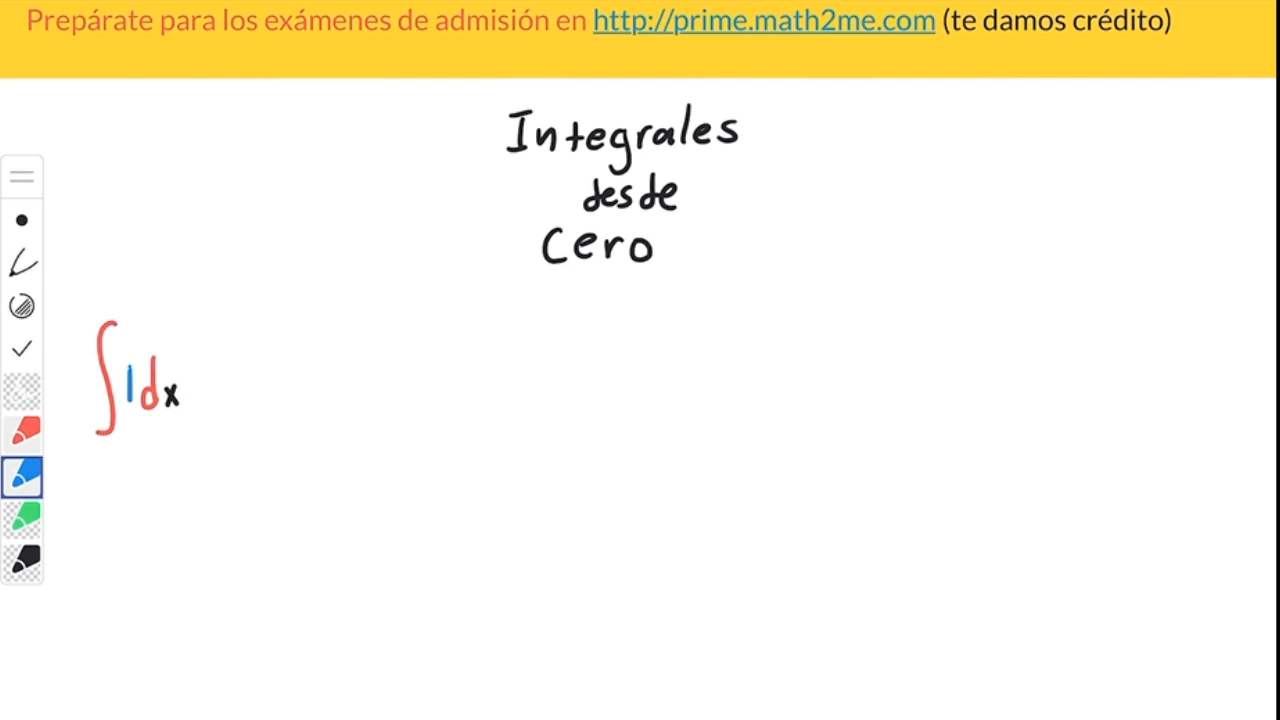 Prepárate para los exámenes de admisión en http://prime.math2me.com (te damos crédito)
Integrales
desde
Cero
∫1dx